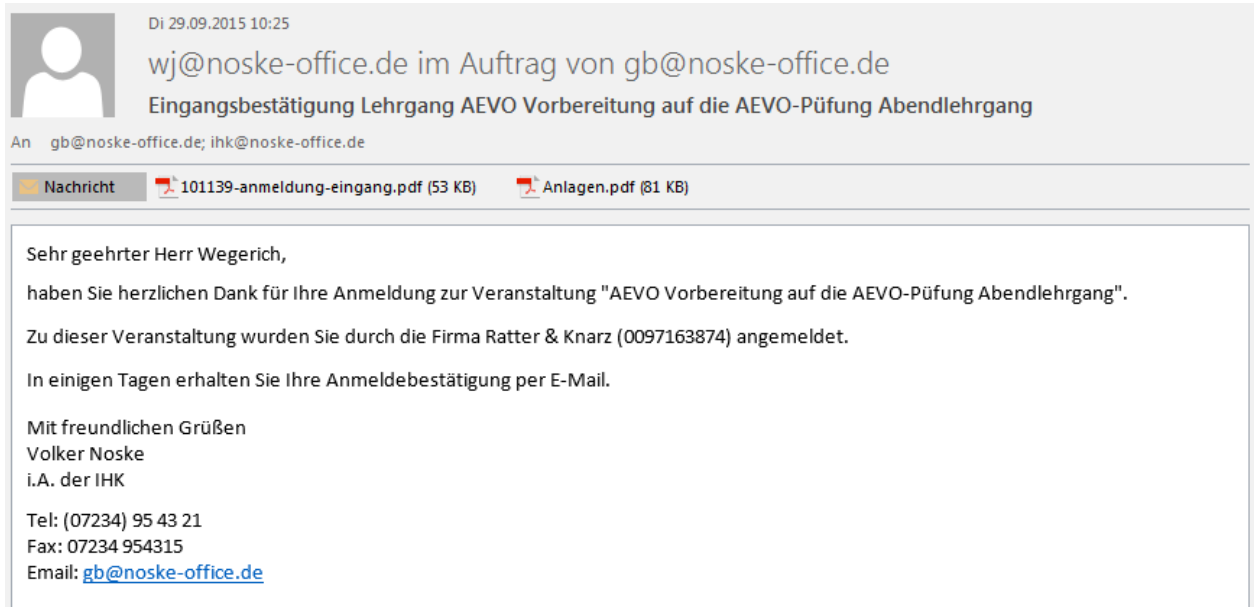 Di 29.09.2015 10:25
wj@noske-office.de im Auftrag von gb@noske-office.de
Eingangsbestätigung Lehrgang AEVO Vorbereitung auf die AEVO-Püfung Abendlehrgang
An gb@noske-office.de; ihk@noske-office.de
Nachricht 101139-anmeldung-eingang.pdf (53 KB) Anlagen.pdf (81 KB)
Sehr geehrter Herr Wegerich,
haben Sie herzlichen Dank für Ihre Anmeldung zur Veranstaltung "AEVO Vorbereitung auf die AEVO-Püfung Abendlehrgang".
Zu dieser Veranstaltung wurden Sie durch die Firma Ratter & Knarz (0097163874) angemeldet.
In einigen Tagen erhalten Sie Ihre Anmeldebestätigung per E-Mail.
Mit freundlichen Grüßen
Volker Noske
i.A. der IHK
Tel: (07234) 95 43 21
Fax: 07234 954315
Email: gb@noske-office.de